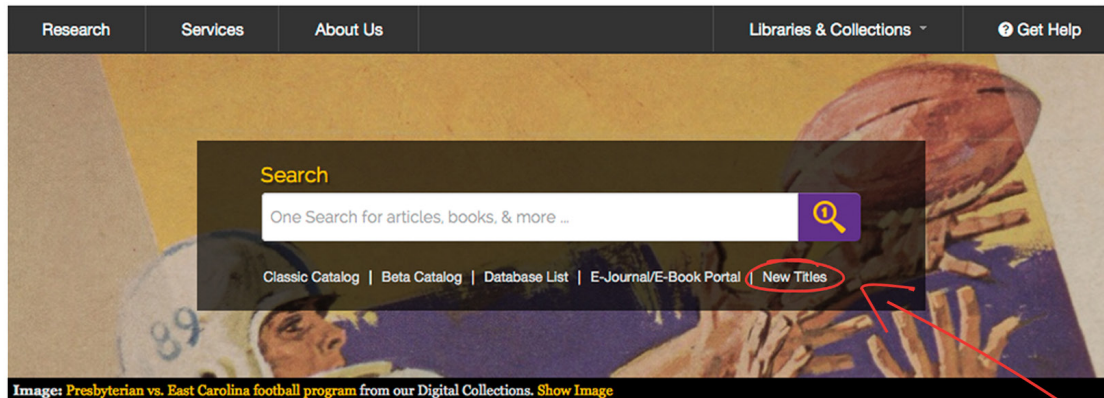 Research Services About Us Libraries & Collections ? Get Help
Search
One Search for articles, books, & more ...
1
Classic Catalog | Beta Catalog | Database List | E-Journal/E-Book Portal | New Titles
89
Image: Presbyterian vs. East Carolina football program from our Digital Collections. Show Image